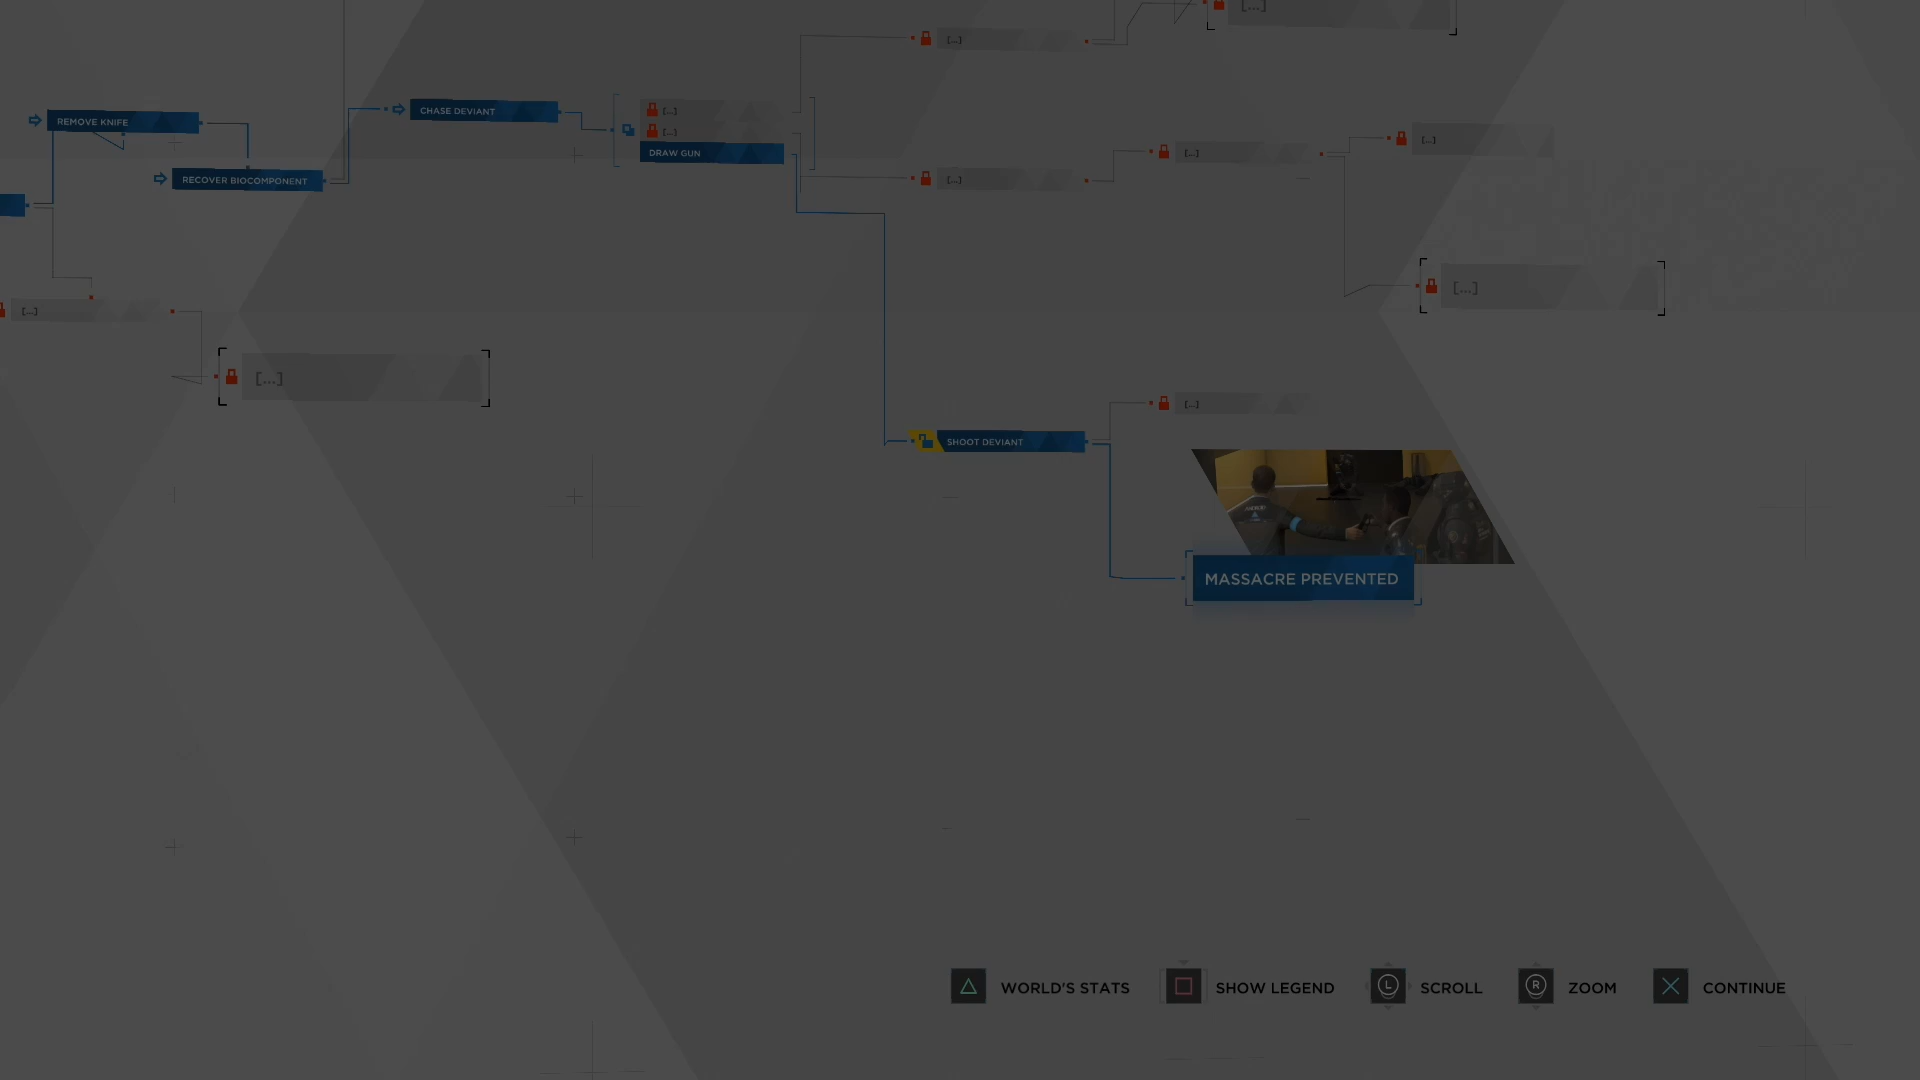 [...]
[...]
CHASE DEVIANT
[...]
REMOVE KNIFE
[...]
[...]
DRAW GUN
[...]
[...]
RECOVER BIOCOMPONENT
[...]
[...]
[...]
[...]
[...]
SHOOT DEVIANT
ANDROID
MASSACRE PREVENTED
WORLD'S STATS
SHOW LEGEND
L
SCROLL
R
ZOOM
CONTINUE